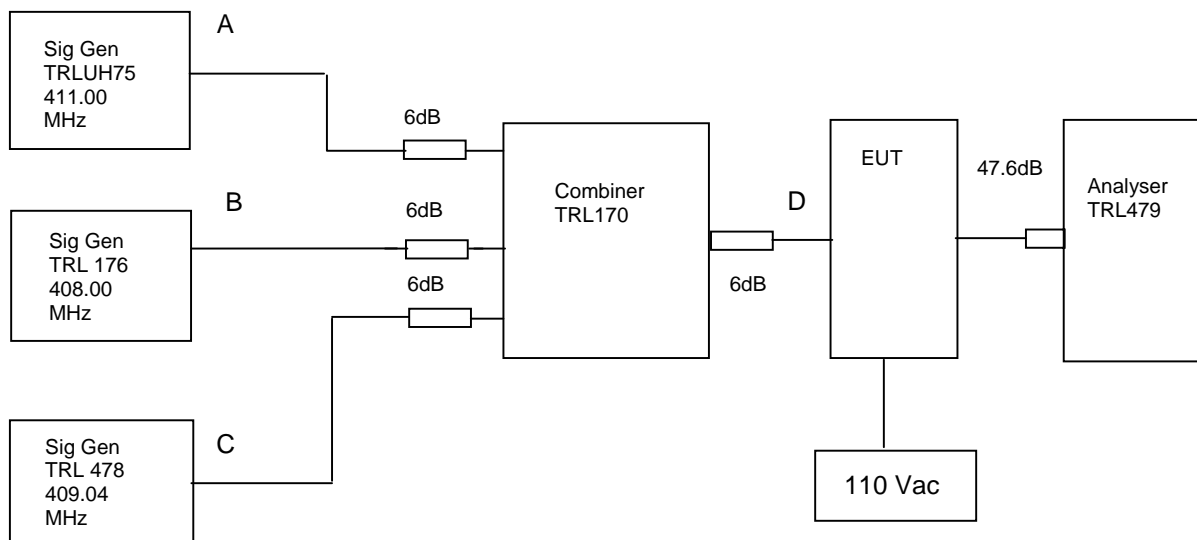 A
Sig Gen
TRLUH75
411.00
MHz
6dB
B
Sig Gen
TRL 176
408.00
MHz
6dB
6dB
C
Sig Gen
TRL 478
409.04
MHz
Combiner
TRL170
D
6dB
EUT
47.6dB
Analyser
TRL479
110 Vac